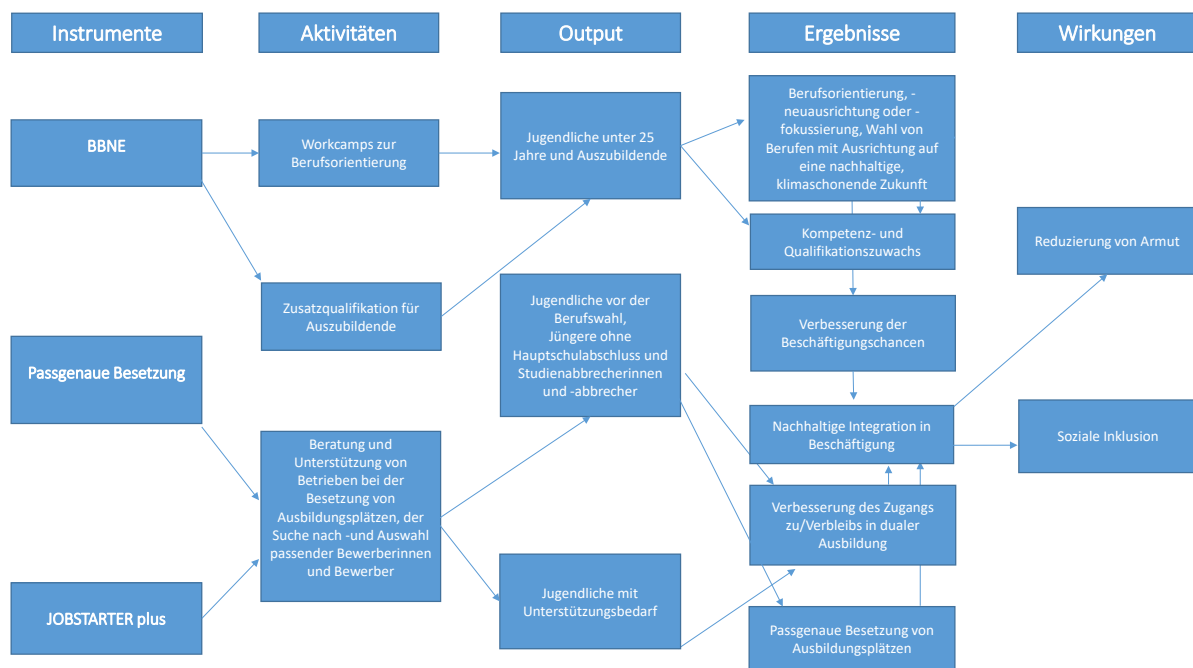 Instrumente
Aktivitäten
Output
Ergebnisse
Wirkungen
BBNE
Passgenaue Besetzung
JOBSTARTER plus
Workcamps zur
Berufsorientierung
Zusatzqualifikation für
Auszubildende
Beratung und
Unterstützung von
Betrieben bei der
Besetzung von
Ausbildungsplätzen, der
Suche nach -und Auswahl
passender Bewerberinnen
und Bewerber
Jugendliche unter 25
Jahre und Auszubildende
Jugendliche vor der
Berufswahl,
Jüngere ohne
Hauptschulabschluss und
Studienabbrecherinnen
und -abbrecher
Jugendliche mit
Unterstützungsbedarf
Berufsorientierung, -
neuausrichtung oder -
fokussierung, Wahl von
Berufen mit Ausrichtung auf
eine nachhaltige,
klimaschonende Zukunft
Kompetenz- und
Qualifikationszuwachs
Verbesserung der
Beschäftigungschancen
Nachhaltige Integration in
Beschäftigung
Verbesserung des Zugangs
zu/Verbleibs in dualer
Ausbildung
Passgenaue Besetzung von
Ausbildungsplätzen
Reduzierung von Armut
Soziale Inklusion